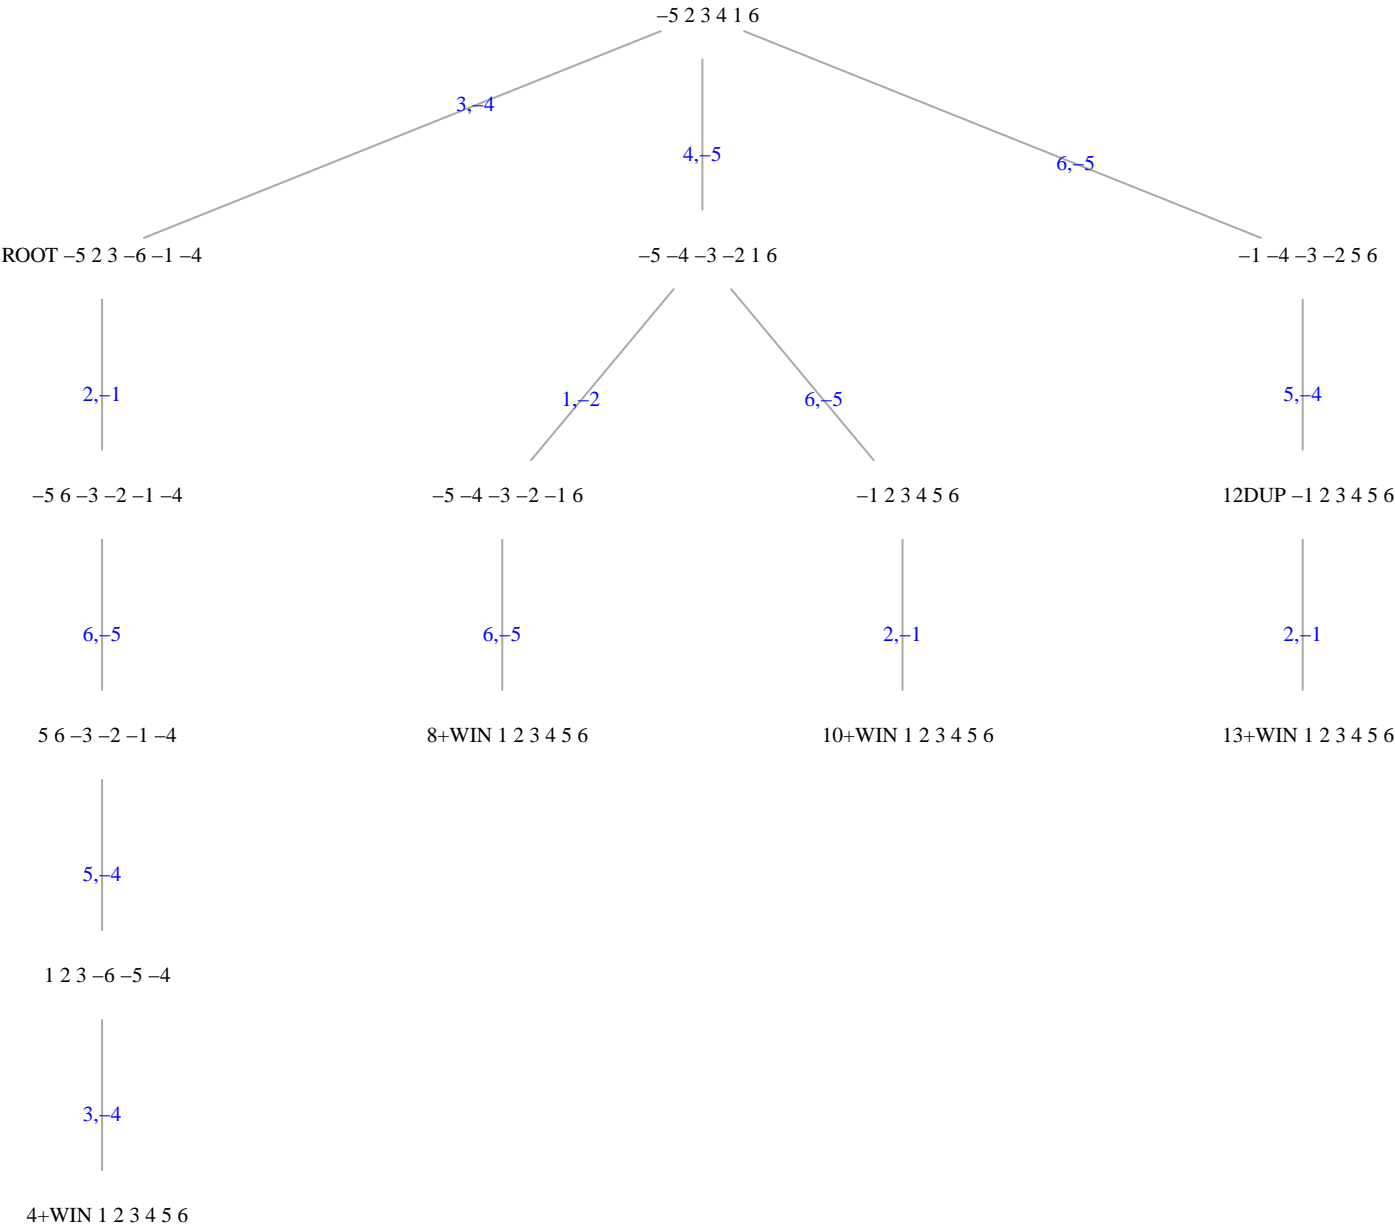 –5 2 3 4 1 6
3,–4
4,–5
6,–5
ROOT –5 2 3 –6 –1 –4
–5 –4 –3 –2 1 6
–1 –4 –3 –2 5 6
2,–1
1,–2
6,–5
5,–4
–5 6 –3 –2 –1 –4
–5 –4 –3 –2 –1 6
–1 2 3 4 5 6
12DUP –1 2 3 4 5 6
6,–5
6,–5
2,–1
2,–1
5 6 –3 –2 –1 –4
8+WIN 1 2 3 4 5 6
10+WIN 1 2 3 4 5 6
13+WIN 1 2 3 4 5 6
5,–4
1 2 3 –6 –5 –4
3,–4
4+WIN 1 2 3 4 5 6